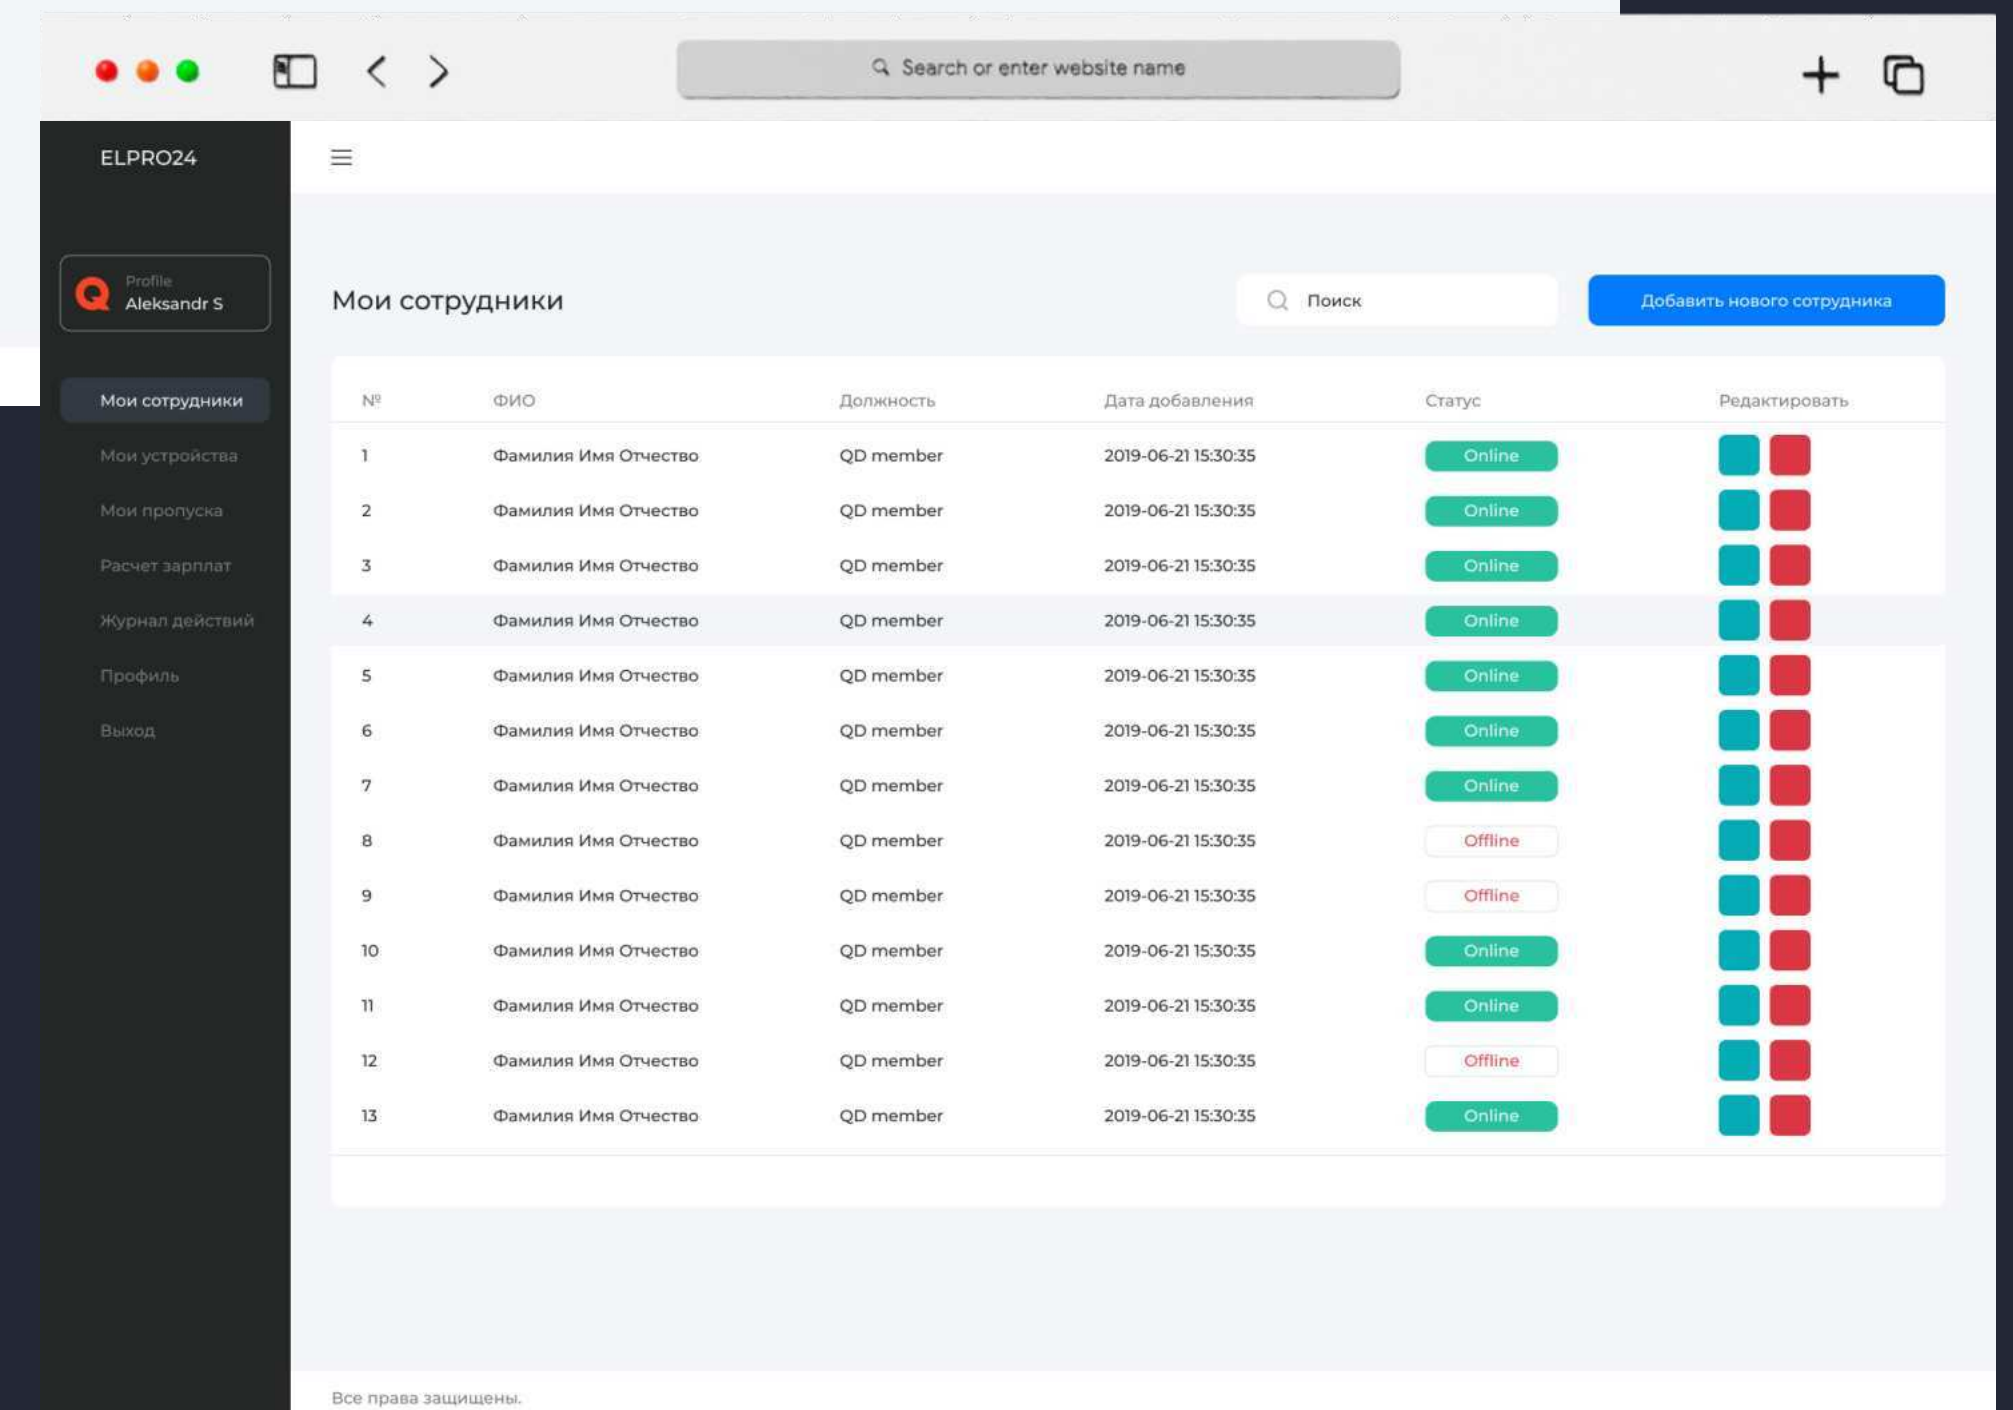 Search or enter website name
ELPRO24
Profile
Aleksandr S
Мои сотрудники
Мои устройства
Мои пропуска
Расчет зарплат
Журнал действий
Профиль
Выход
Мои сотрудники
Поиск
Добавить нового сотрудника
№ ФИО Должность Дата добавления Статус Редактировать
1 Фамилия Имя Отчество QD member 2019-06-21 15:30:35 Online
2 Фамилия Имя Отчество QD member 2019-06-21 15:30:35 Online
3 Фамилия Имя Отчество QD member 2019-06-21 15:30:35 Online
4 Фамилия Имя Отчество QD member 2019-06-21 15:30:35 Online
5 Фамилия Имя Отчество QD member 2019-06-21 15:30:35 Online
6 Фамилия Имя Отчество QD member 2019-06-21 15:30:35 Online
7 Фамилия Имя Отчество QD member 2019-06-21 15:30:35 Online
8 Фамилия Имя Отчество QD member 2019-06-21 15:30:35 Offline
9 Фамилия Имя Отчество QD member 2019-06-21 15:30:35 Offline
10 Фамилия Имя Отчество QD member 2019-06-21 15:30:35 Online
11 Фамилия Имя Отчество QD member 2019-06-21 15:30:35 Online
12 Фамилия Имя Отчество QD member 2019-06-21 15:30:35 Offline
13 Фамилия Имя Отчество QD member 2019-06-21 15:30:35 Online
Все права защищены.